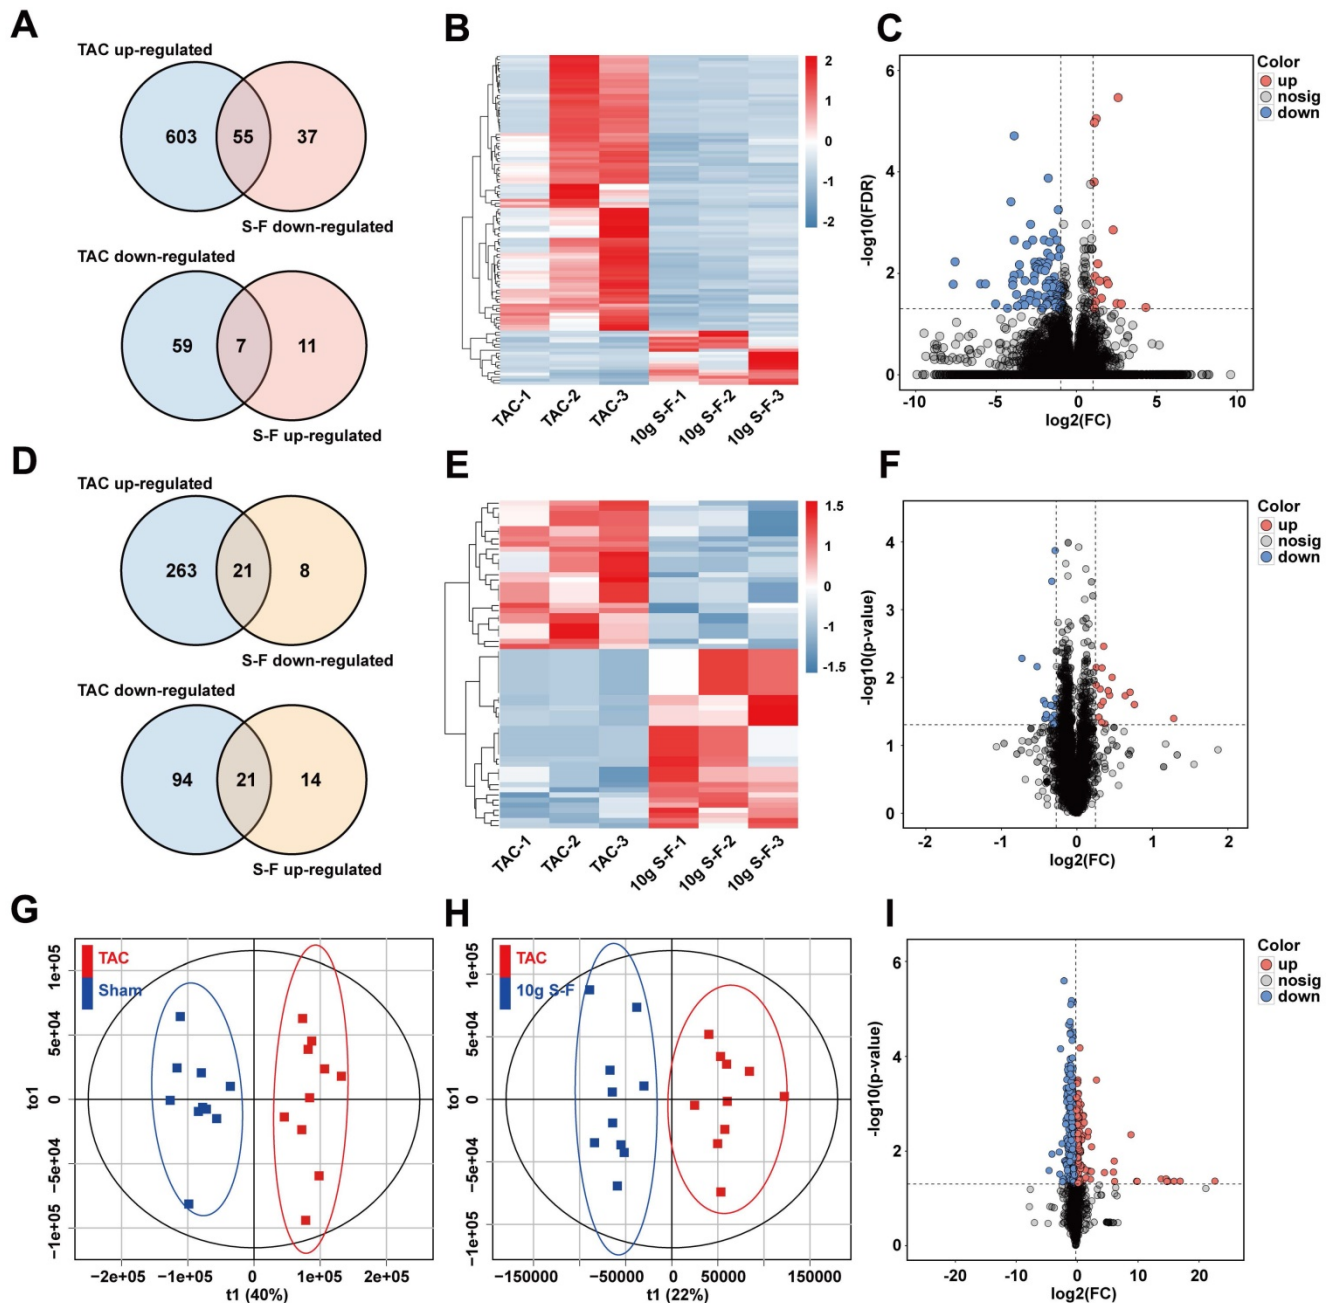 A
TAC up-regulated
603
55
37
S-F down-regulated
TAC down-regulated
59
7
11
S-F up-regulated
B
2
1
0
-1
-2
TAC-1
TAC-2
TAC-3
10g S-F-1
10g S-F-2
10g S-F-3
C
Color
up
nosig
down
6
4
2
0
-log10(FDR)
-10
-5
0
5
10
log2(FC)
D
TAC up-regulated
263
21
8
S-F down-regulated
TAC down-regulated
94
21
14
S-F up-regulated
E
1.5
1
0
-1
-1.5
TAC-1
TAC-2
TAC-3
10g S-F-1
10g S-F-2
10g S-F-3
F
Color
up
nosig
down
4
3
2
1
0
-log10(p-value)
-2
-1
0
1
2
log2(FC)
G
TAC
Sham
1e+05
5e+04
0
−5e+04
−1e+05
to1
−2e+05
−1e+05
0
1e+05
2e+05
t1 (40%)
H
TAC
10g S-F
1e+05
5e+04
0
−5e+04
−1e+05
to1
−150000
−50000
0
50000
150000
t1 (22%)
I
Color
up
nosig
down
6
4
2
0
-log10(p-value)
-20
-10
0
10
20
log2(FC)